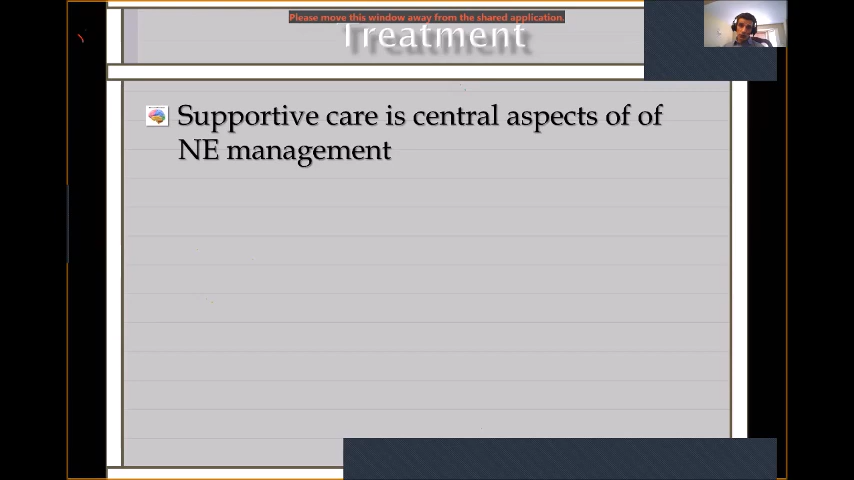 Please move this window away from the shared application.
Treatment
Supportive care is central aspects of of
NE management